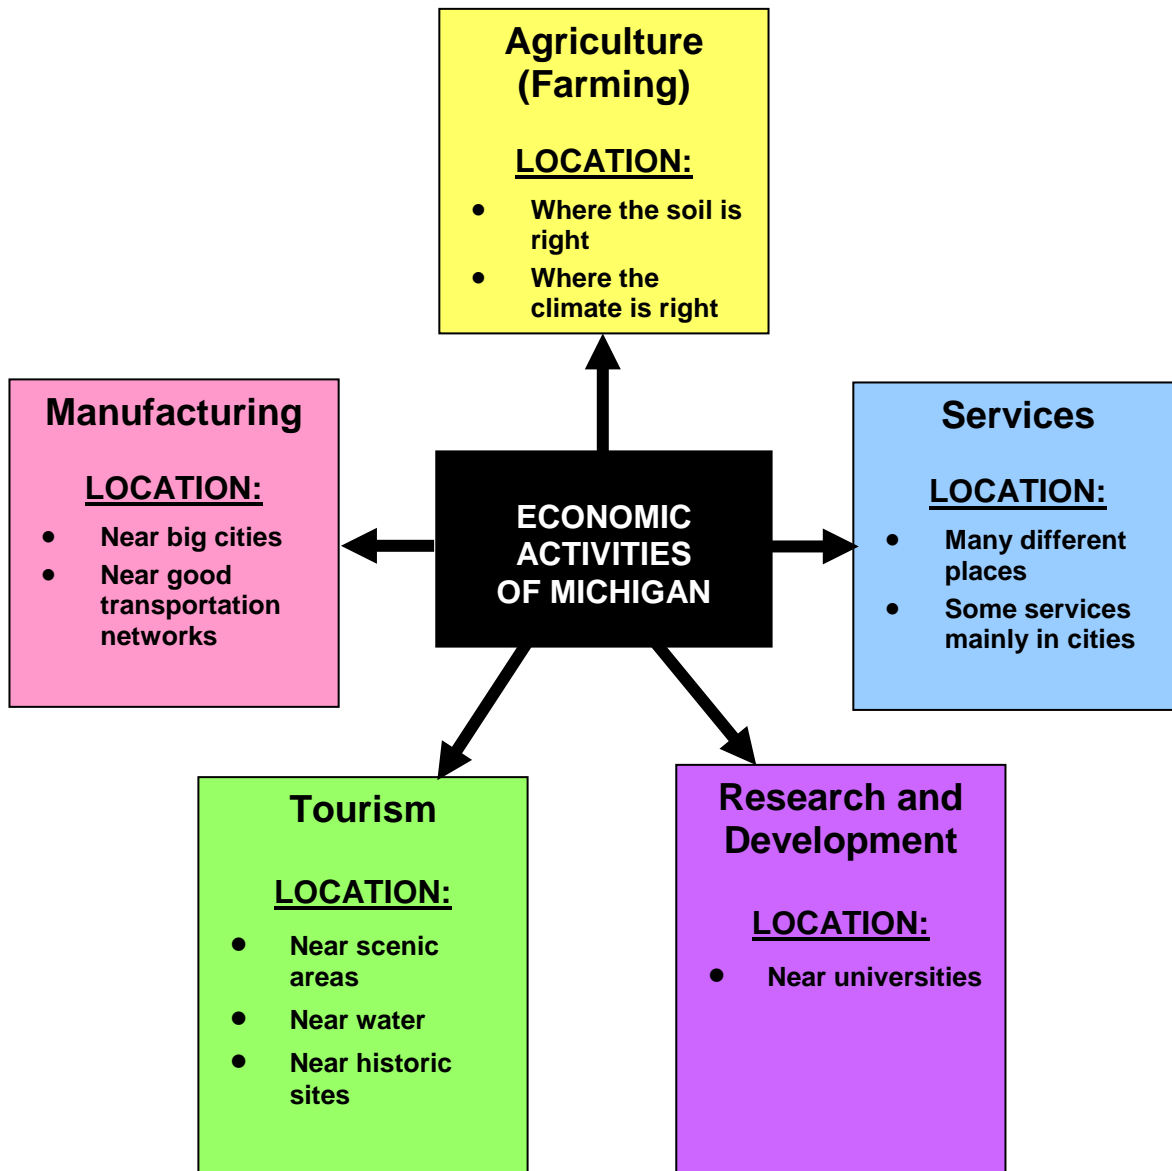 Agriculture
(Farming)
LOCATION:
• Where the soil is
right
• Where the
climate is right
Manufacturing
LOCATION:
• Near big cities
• Near good
transportation
networks
ECONOMIC
ACTIVITIES
OF MICHIGAN
Services
LOCATION:
• Many different
places
• Some services
mainly in cities
Tourism
LOCATION:
• Near scenic
areas
• Near water
• Near historic
sites
Research and
Development
LOCATION:
• Near universities